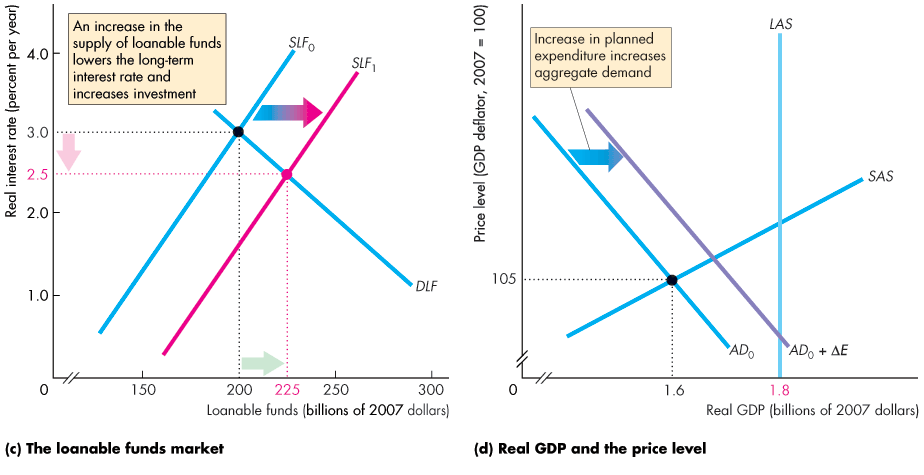 An increase in the
supply of loanable funds
lowers the long-term
interest rate and
increases investment
Real interest rate (percent per year)
4.0
3.0
2.5
2.0
1.0
0
SLF0
SLF1
DLF
150
200
225
250
300
Loanable funds (billions of 2007 dollars)
(c) The loanable funds market
Increase in planned
expenditure increases
aggregate demand
Price level (GDP deflator, 2007 = 100)
105
0
LAS
SAS
AD0
AD0 + ΔE
1.6
1.8
Real GDP (billions of 2007 dollars)
(d) Real GDP and the price level